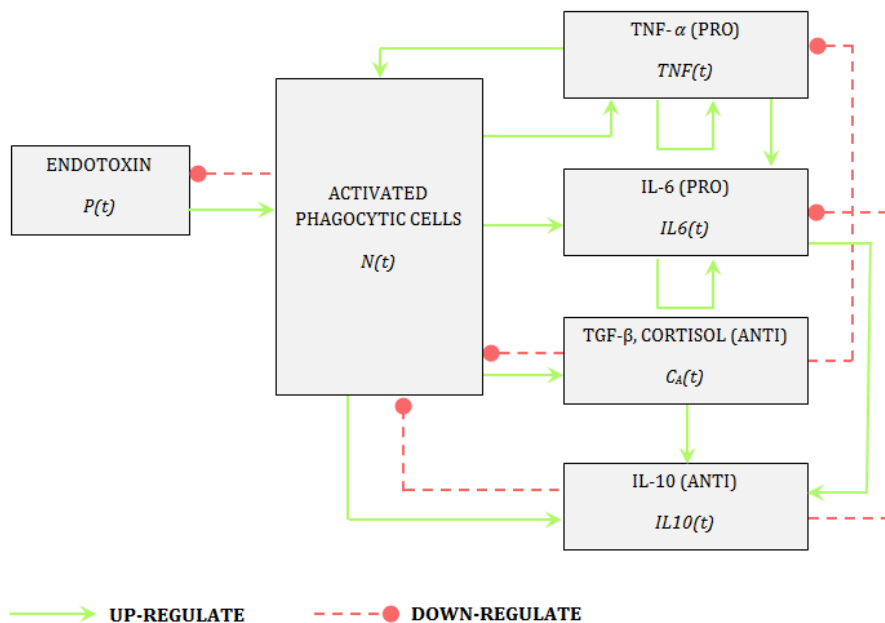 TNF- α (PRO)
TNF(t)
ENDOTOXIN
P(t)
ACTIVATED
PHAGOCYTIC CELLS
N(t)
IL-6 (PRO)
IL6(t)
TGF-β, CORTISOL (ANTI)
C_A(t)
IL-10 (ANTI)
IL10(t)
UP-REGULATE
DOWN-REGULATE